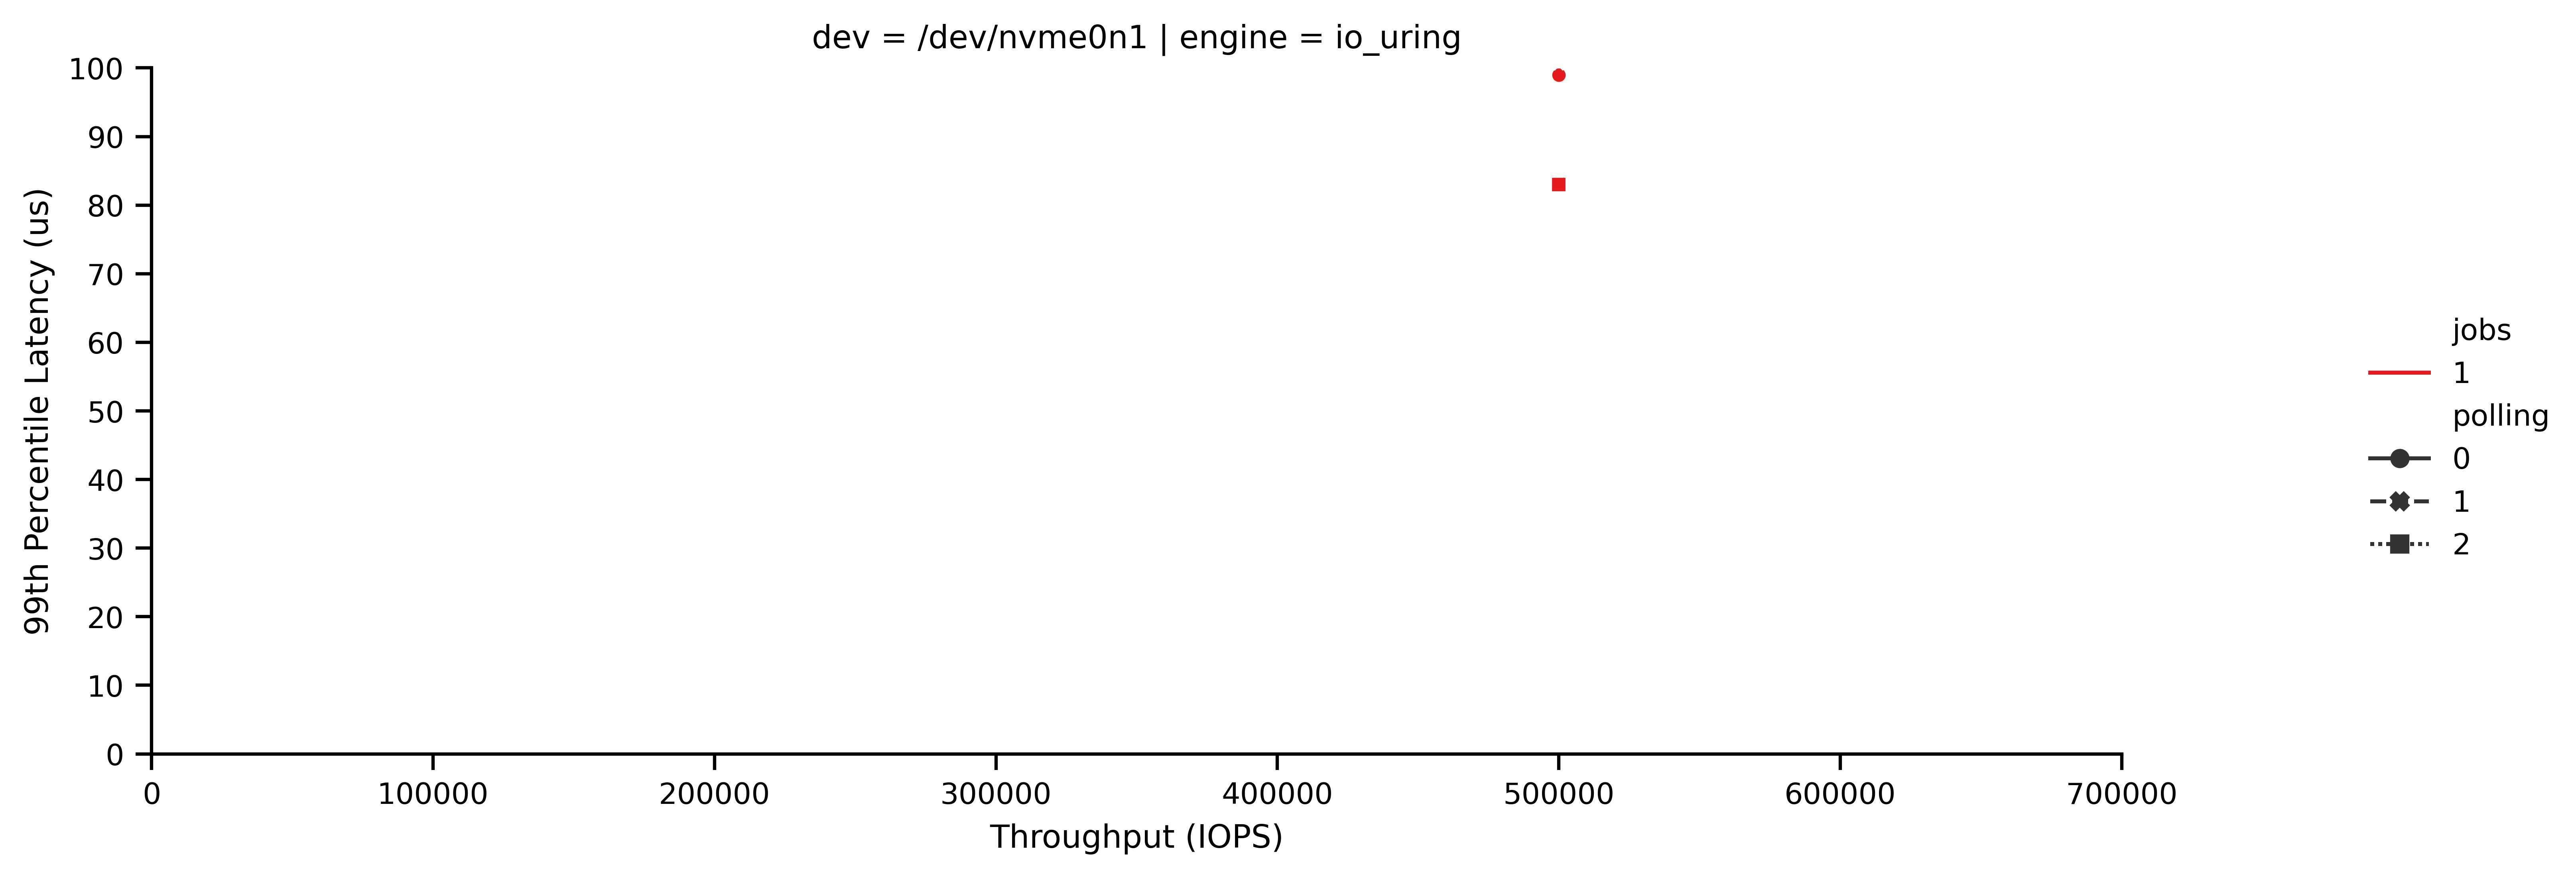 dev = /dev/nvme0n1 | engine = io_uring
100
90
80
70
60
50
40
30
20
10
0
99th Percentile Latency (us)
0 100000 200000 300000 400000 500000 600000 700000
Throughput (IOPS)
jobs
1
polling
0
1
2